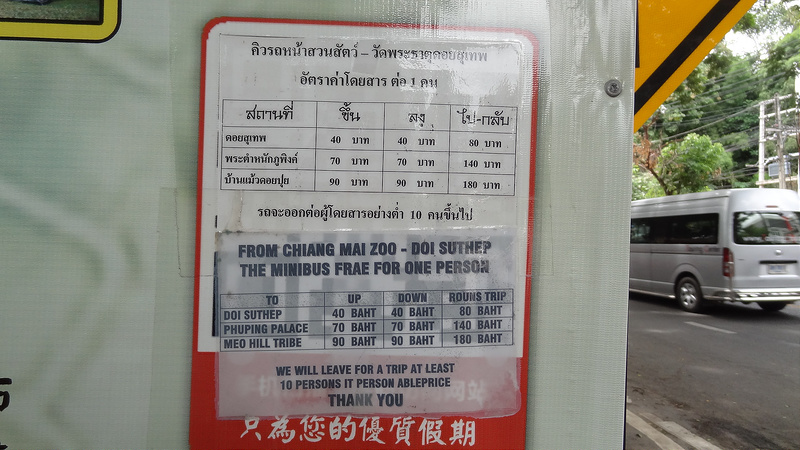 คิวรถหน้าสวนสัตว์ – วัดพระธาตุดอยสุเทพ
อัตราค่าโดยสาร ต่อ 1 คน
สถานที่ ขึ้น ลง ไป-กลับ
ดอยสุเทพ 40 บาท 40 บาท 80 บาท
พระตำหนักภูพิงค์ 70 บาท 70 บาท 140 บาท
บ้านแม้วดอยปุย 90 บาท 90 บาท 180 บาท
รถจะออกต่อผู้โดยสารอย่างต่ำ 10 คนขึ้นไป
FROM CHIANG MAI ZOO - DOI SUTHEP
THE MINIBUS FRAE FOR ONE PERSON
TO UP DOWN ROUNS TRIP
DOI SUTHEP 40 BAHT 40 BAHT 80 BAHT
PHUPING PALACE 70 BAHT 70 BAHT 140 BAHT
MEO HILL TRIBE 90 BAHT 90 BAHT 180 BAHT
WE WILL LEAVE FOR A TRIP AT LEAST
10 PERSONS IT PERSON ABLEPRICE
THANK YOU
只為您的優質假期